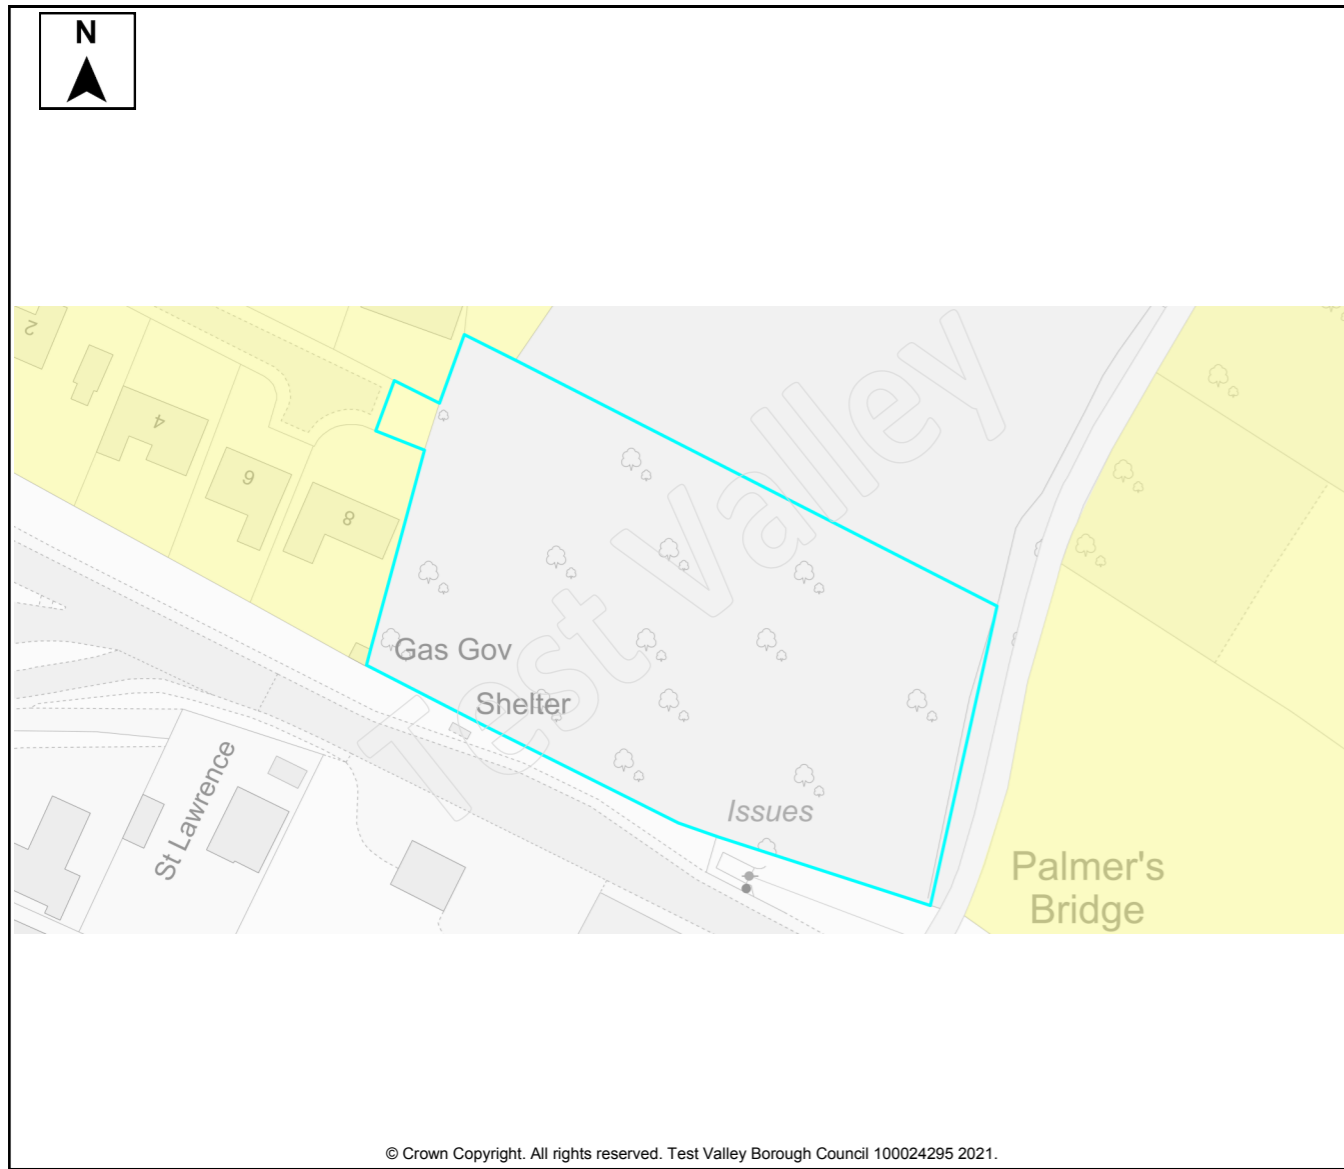 N
2
4
6
8
Test Valley
Gas Gov
Shelter
St Lawrence
Issues
Palmer's
Bridge
© Crown Copyright. All rights reserved. Test Valley Borough Council 100024295 2021.